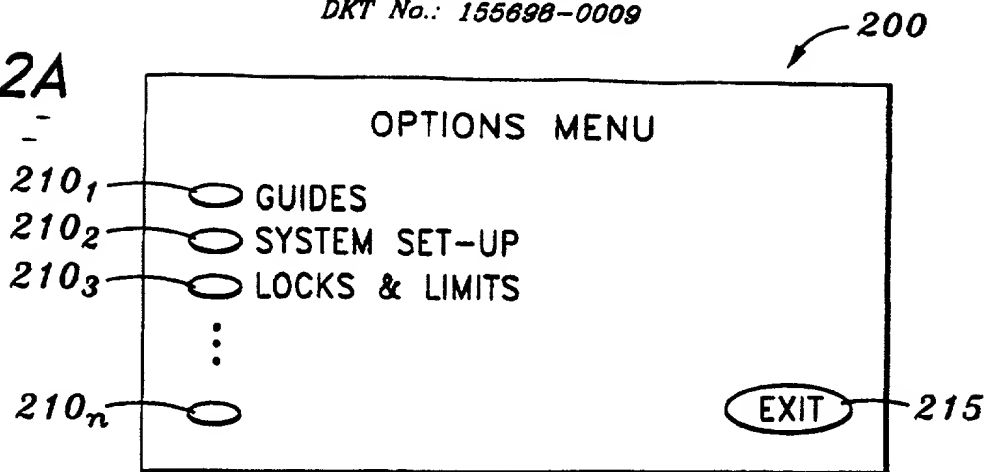 DKT No.: 155698-0009
200
2A
OPTIONS MENU
210₁ GUIDES
210₂ SYSTEM SET-UP
210₃ LOCKS & LIMITS
210ₙ EXIT 215